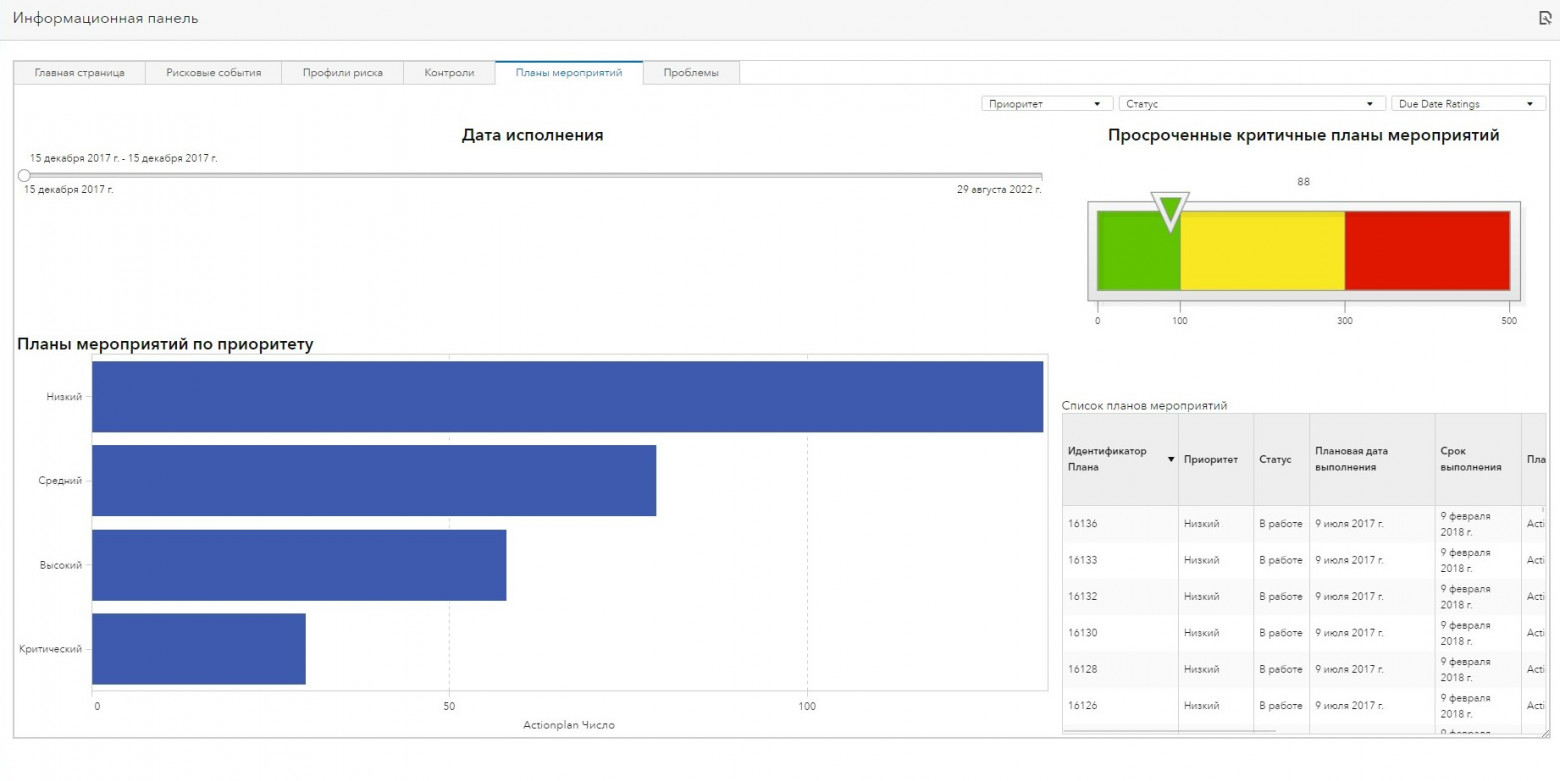 Информационная панель
Главная страница
Рисковые события
Профили риска
Контроли
Планы мероприятий
Проблемы
Приоритет
Статус
Due Date Ratings
Дата исполнения
15 декабря 2017 г. - 15 декабря 2017 г.
15 декабря 2017 г.
29 августа 2022 г.
Просроченные критичные планы мероприятий
88
0
100
300
500
Планы мероприятий по приоритету
Низкий
Средний
Высокий
Критический
0
50
100
Actionplan Число
Список планов мероприятий
Идентификатор
Плана
Приоритет
Статус
Плановая дата
выполнения
Срок
выполнения
Пла
16136 Низкий В работе 9 июля 2017 г. 9 февраля
2018 г. Acti
16133 Низкий В работе 9 июля 2017 г. 9 февраля
2018 г. Acti
16132 Низкий В работе 9 июля 2017 г. 9 февраля
2018 г. Acti
16130 Низкий В работе 9 июля 2017 г. 9 февраля
2018 г. Acti
16128 Низкий В работе 9 июля 2017 г. 9 февраля
2018 г. Acti
16126 Низкий В работе 9 июля 2017 г. 9 февраля
2018 г. Acti